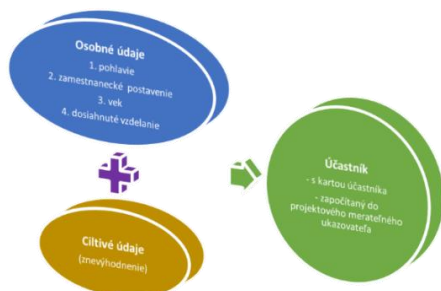 Osobné údaje
1. pohlavie
2. zamestnanecké postavenie
3. vek
4. dosiahnuté vzdelanie
Citlivé údaje
(znevýhodnenie)
Účastník
- s kartou účastníka
- započítaný do
projektového merateľného
ukazovateľa